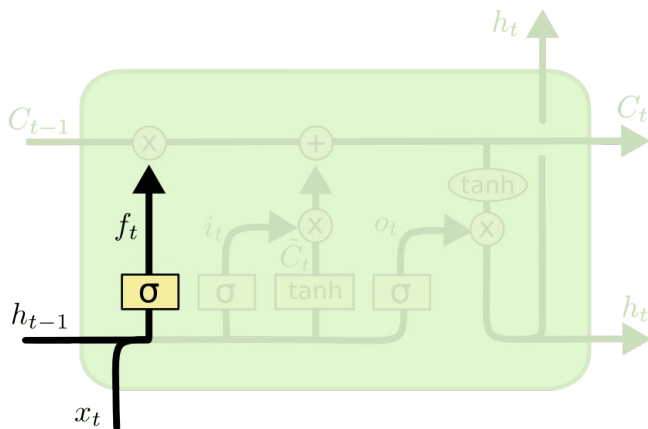 h_t
C_{t-1} x + C_t
tanh
f_t i_t x o_t x
C̃_t
σ σ tanh σ
h_{t-1} h_t
x_t